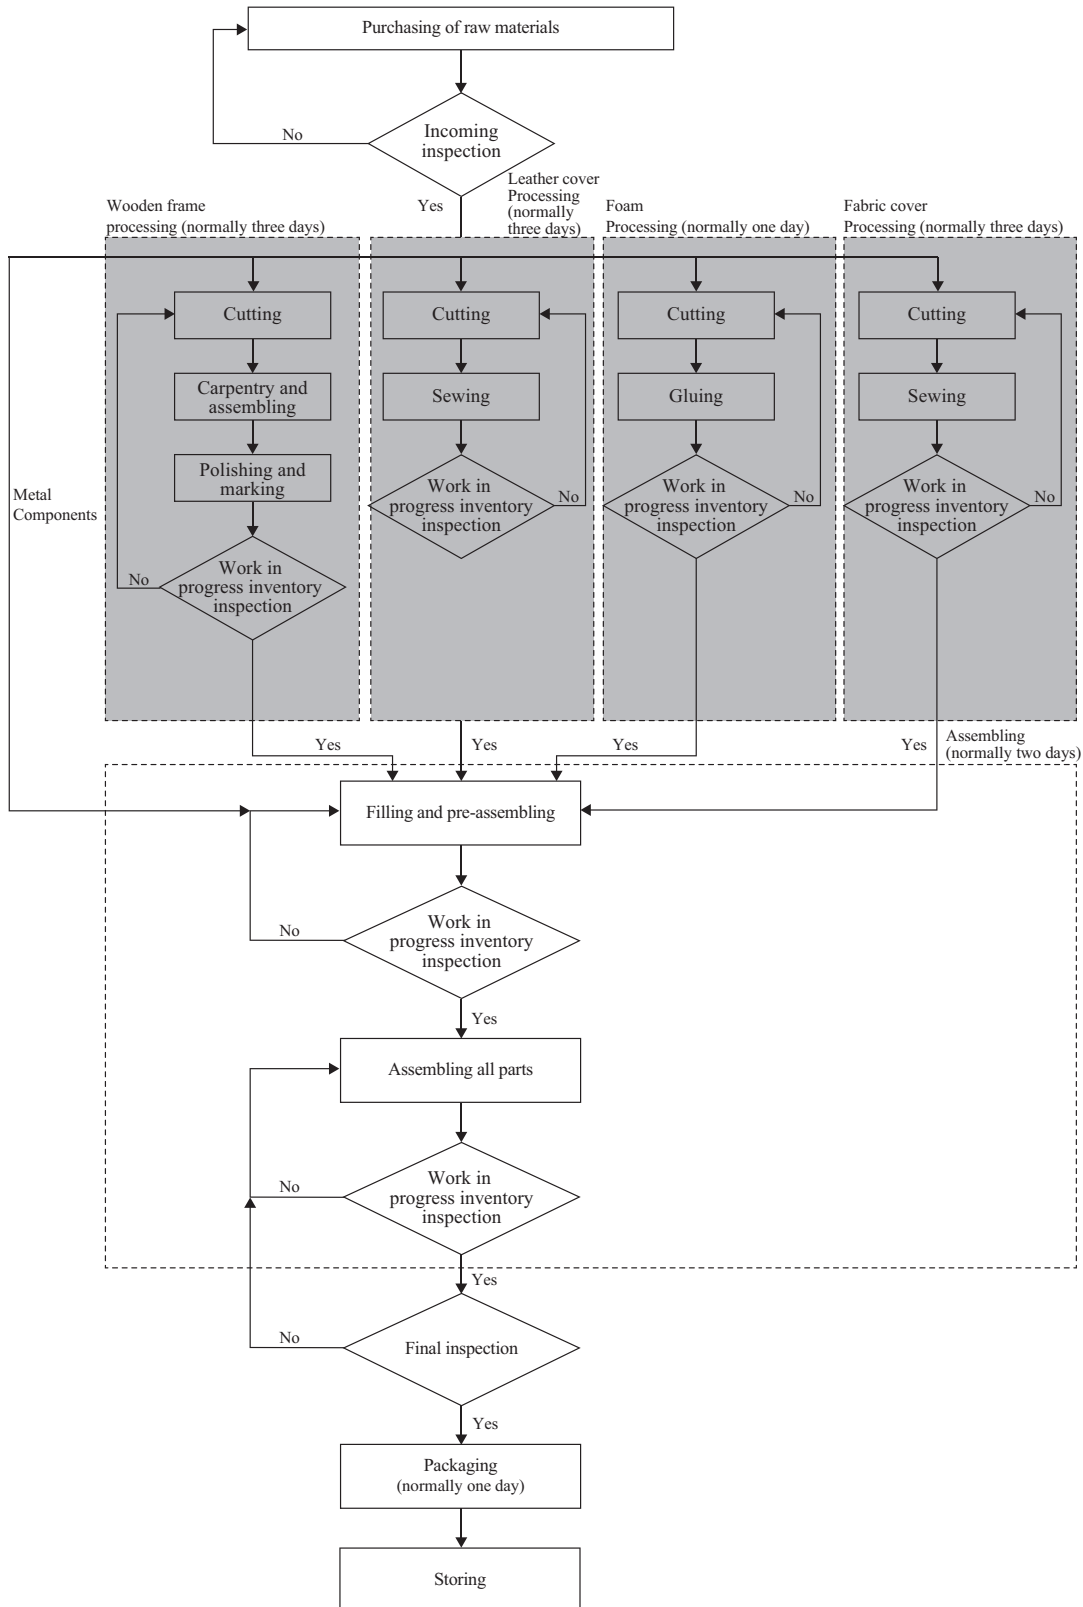 Purchasing of raw materials
Incoming
inspection
No
Yes
Wooden frame
processing (normally three days)
Leather cover
Processing
(normally
three days)
Foam
Processing (normally one day)
Fabric cover
Processing (normally three days)
Cutting
Cutting
Cutting
Cutting
Carpentry and
assembling
Sewing
Gluing
Sewing
Polishing and
marking
Work in
progress inventory
inspection
No
Work in
progress inventory
inspection
No
Work in
progress inventory
inspection
No
Metal
Components
Work in
progress inventory
inspection
No
Yes
Yes
Yes
Yes
Assembling
(normally two days)
Filling and pre-assembling
Work in
progress inventory
inspection
No
Yes
Assembling all parts
Work in
progress inventory
inspection
No
Yes
Final inspection
No
Yes
Packaging
(normally one day)
Storing